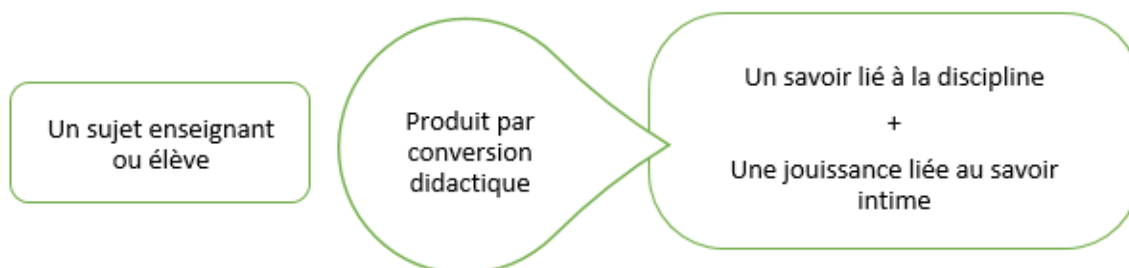 Un sujet enseignant
ou élève
Produit par
conversion
didactique
Un savoir lié à la discipline
+
Une jouissance liée au savoir
intime